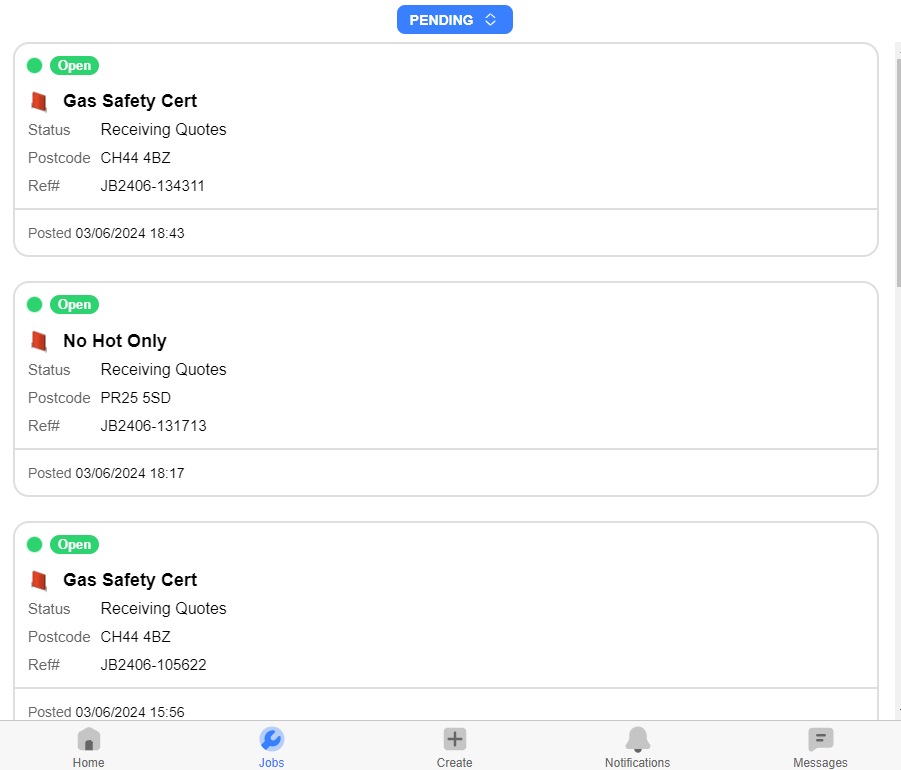 PENDING
Open
Gas Safety Cert
Status Receiving Quotes
Postcode CH44 4BZ
Ref# JB2406-134311
Posted 03/06/2024 18:43
Open
No Hot Only
Status Receiving Quotes
Postcode PR25 5SD
Ref# JB2406-131713
Posted 03/06/2024 18:17
Open
Gas Safety Cert
Status Receiving Quotes
Postcode CH44 4BZ
Ref# JB2406-105622
Posted 03/06/2024 15:56
Home Jobs Create Notifications Messages